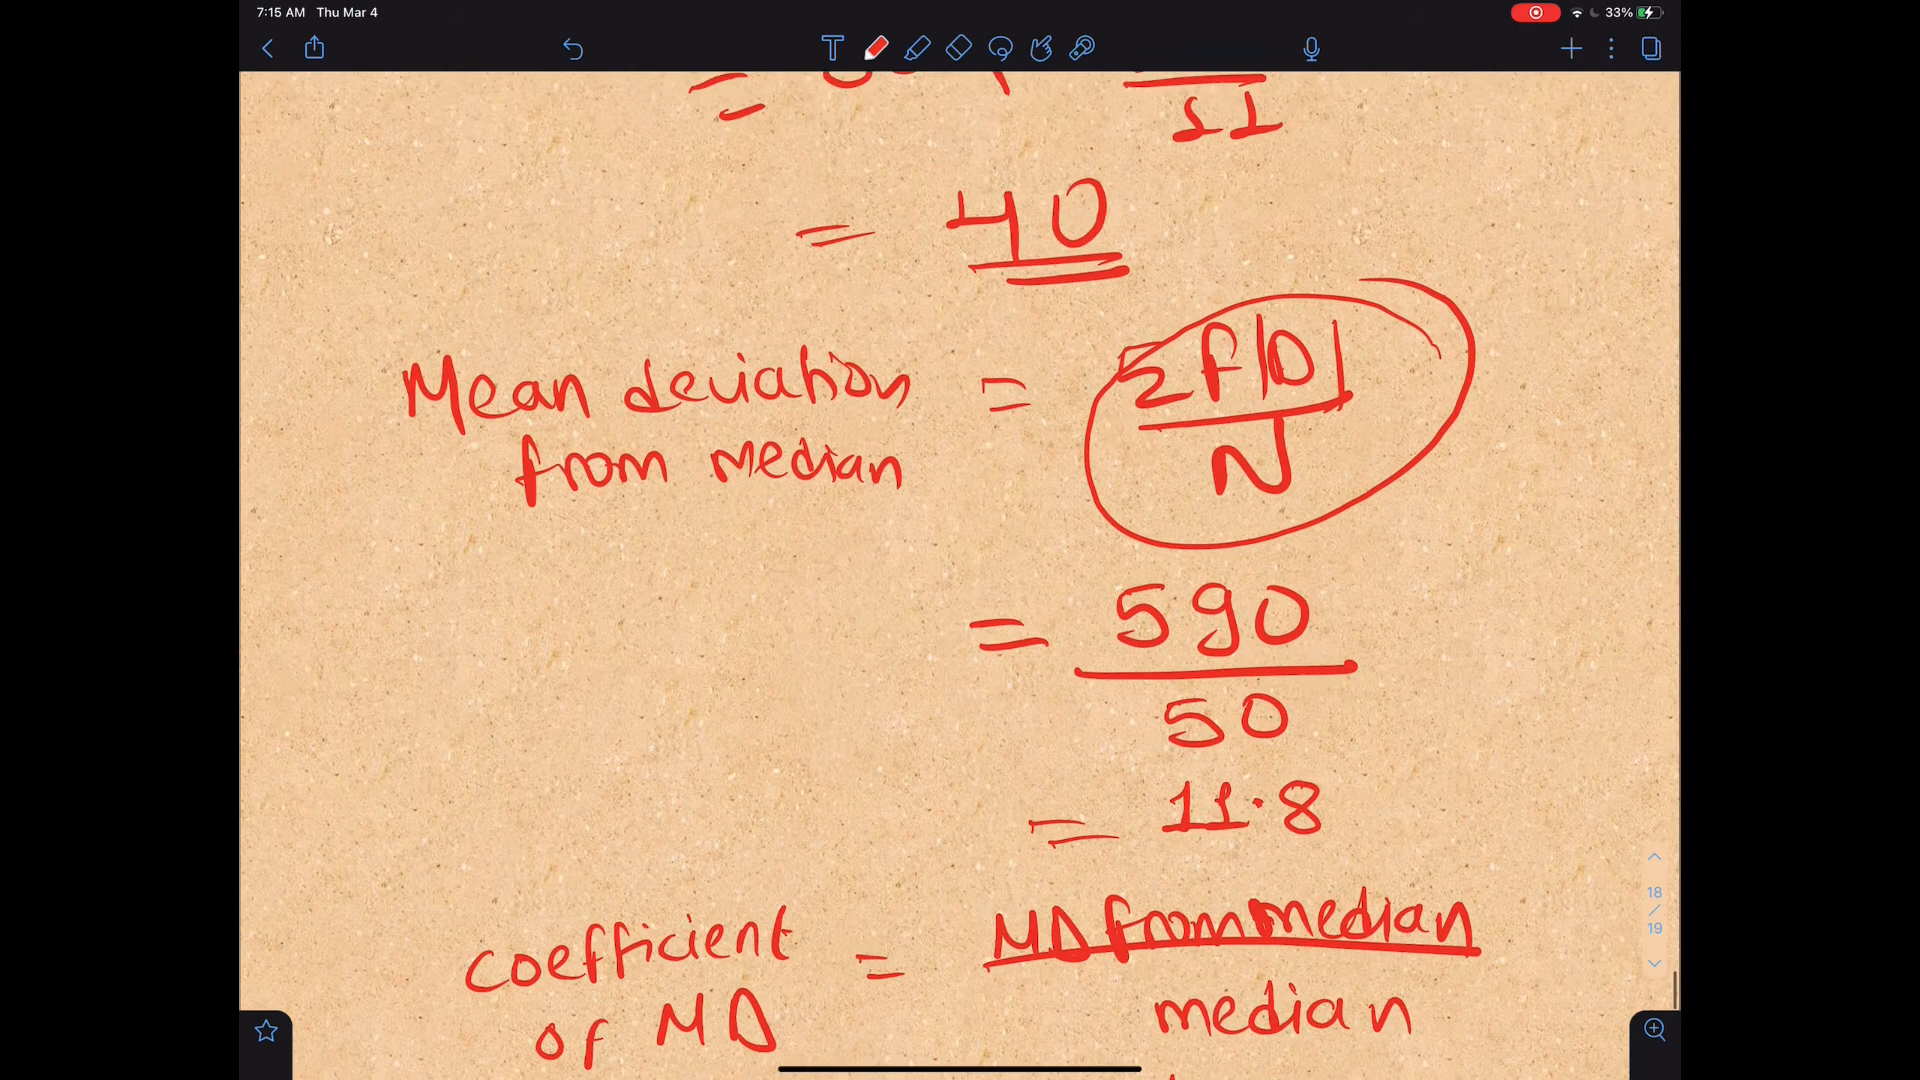 7:15 AM Thu Mar 4
33%
=
11
= 40
Mean deviation = Σf|D|
from median N
= 590
50
= 11.8
coefficient = MD from median
of MD median
18
/
19